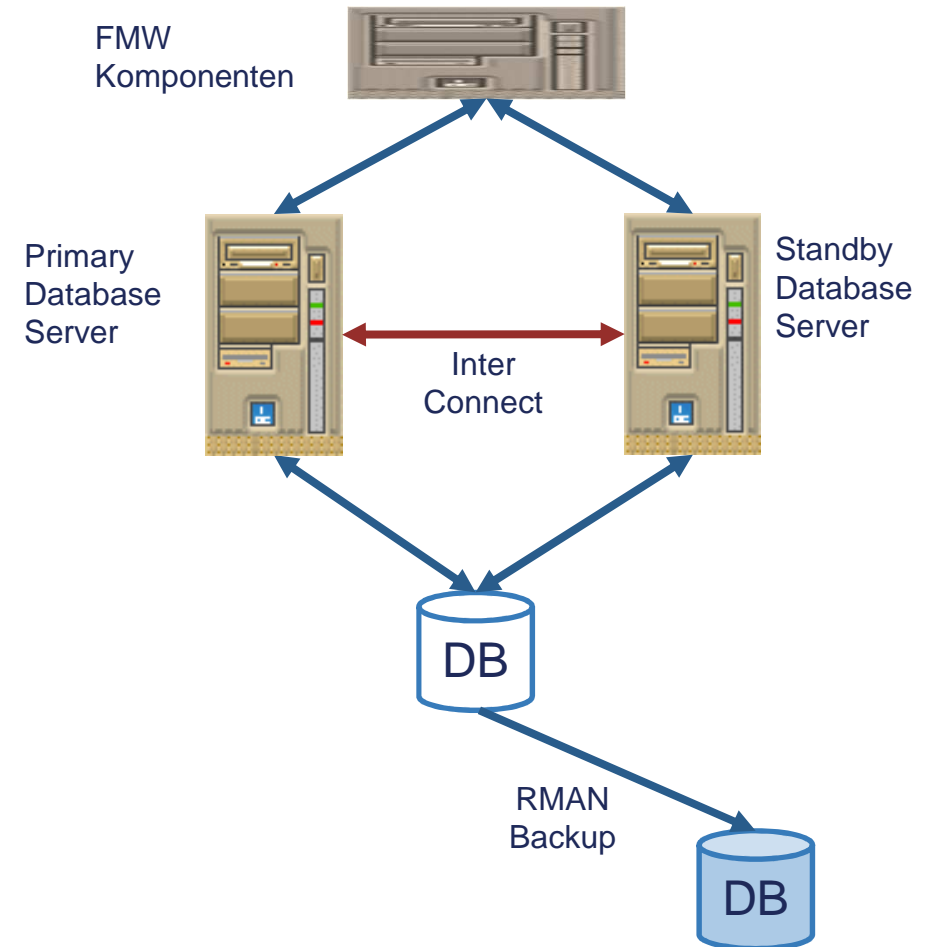 FMW
Komponenten
Primary
Database
Server
Standby
Database
Server
Inter
Connect
DB
RMAN
Backup
DB